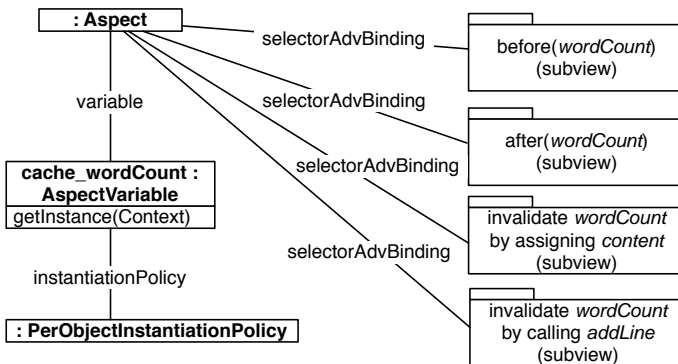 : Aspect
selectorAdvBinding
before(wordCount)
(subview)
variable
selectorAdvBinding
after(wordCount)
(subview)
cache_wordCount :
AspectVariable
getInstance(Context)
selectorAdvBinding
invalidate wordCount
by assigning content
(subview)
selectorAdvBinding
instantiationPolicy
: PerObjectInstantiationPolicy
invalidate wordCount
by calling addLine
(subview)